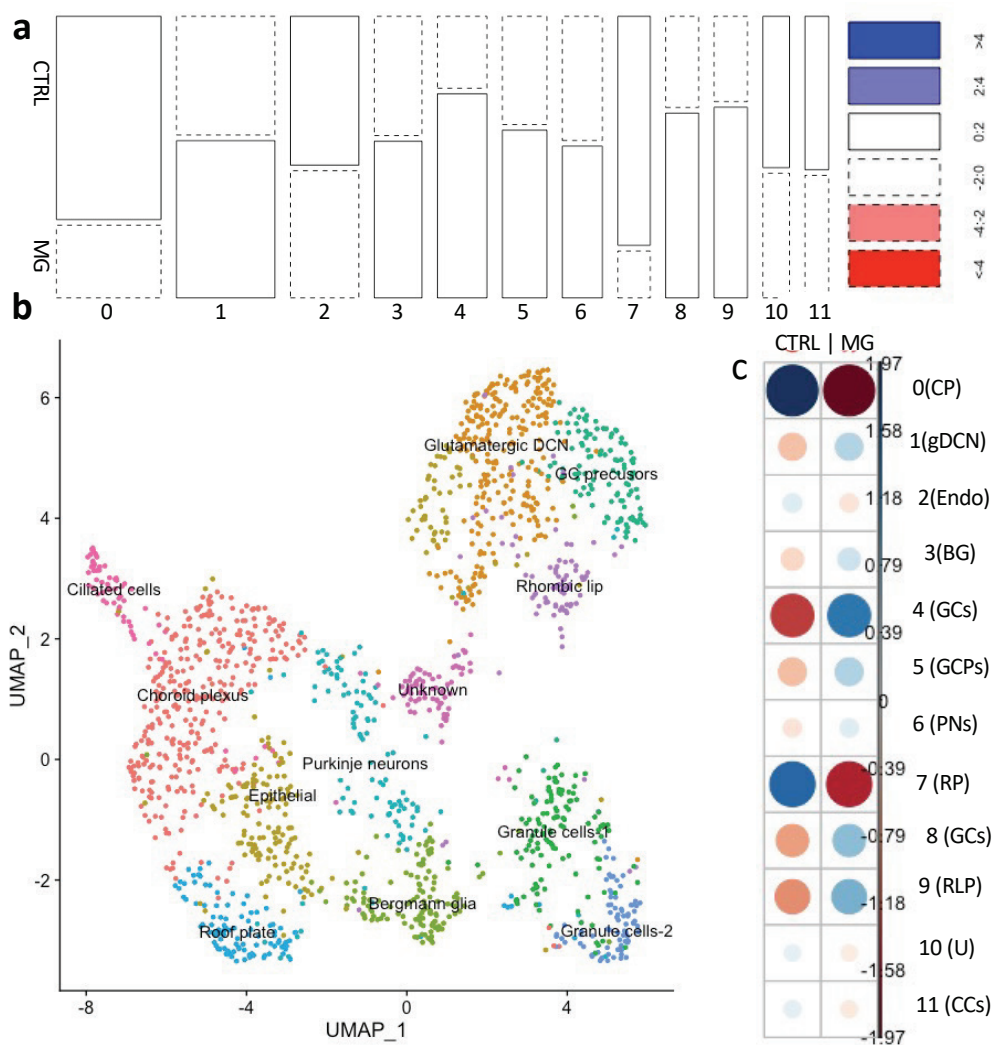 a
CTRL
MG
0 1 2 3 4 5 6 7 8 9 10 11
>4
2:4
0:2
-2:0
-4:-2
<-4
b
UMAP_2
6
4
2
0
-2
Glutamatergic DCN
GC precusors
Ciliated cells
Rhombic lip
Choroid plexus
Unknown
Purkinje neurons
Epithelial
Granule cells-1
Bergmann glia
Roof plate
Granule cells-2
-8 -4 0 4
UMAP_1
c
CTRL | MG
1.97
0(CP)
1.58
1(gDCN)
1.18
2(Endo)
3(BG)
0.79
4 (GCs)
0.39
5 (GCPs)
0
6 (PNs)
-0.39
7 (RP)
-0.79
8 (GCs)
9 (RLP)
-1.18
10 (U)
-1.58
11 (CCs)
-1.97